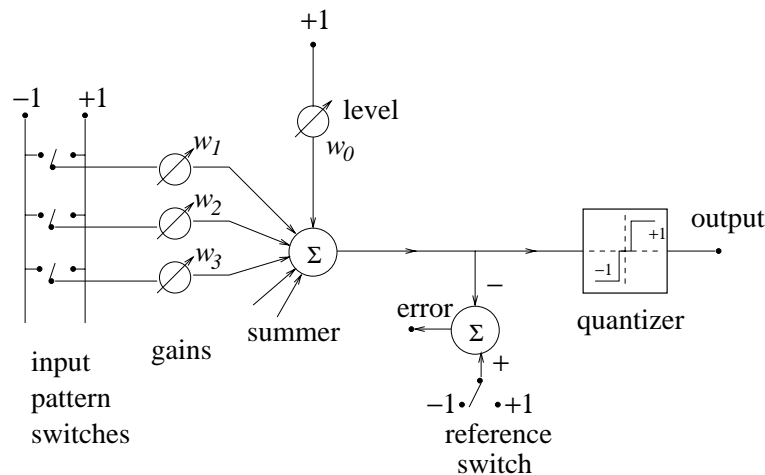 +1
−1 +1
level
w0
w1
w2
w3
Σ
summer
gains
input
pattern
switches
−
error
Σ
+
−1 +1
reference
switch
+1
−1
quantizer
output